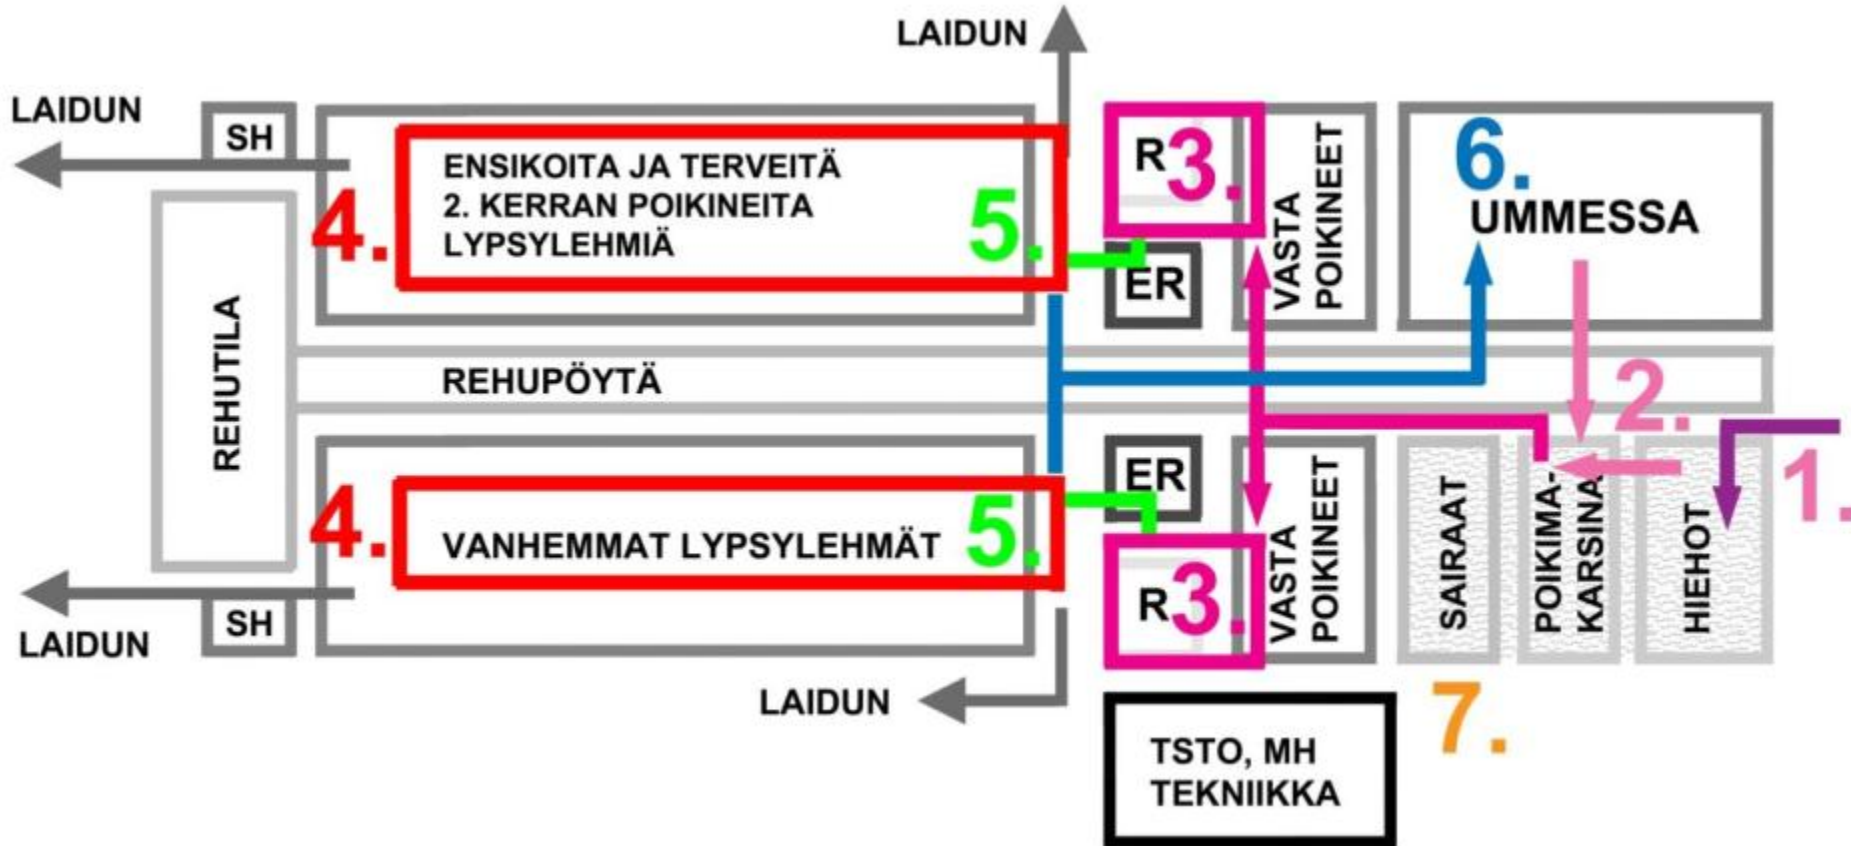 LAIDUN
LAIDUN
SH
4.
ENSIKOITA JA TERVEITÄ
2. KERRAN POIKINEITA
LYPSYLEHMIÄ
5.
R
3.
ER
VASTA
POIKINEET
6.
UMMESSA
REHUTILA
REHUPÖYTÄ
2.
1.
4.
VANHEMMAT LYPSYLEHMÄT
5.
ER
R
3.
VASTA
POIKINEET
SAIRAAT
POIKIMA-
KARSINA
HIEHOT
SH
LAIDUN
LAIDUN
7.
TSTO, MH
TEKNIIKKA